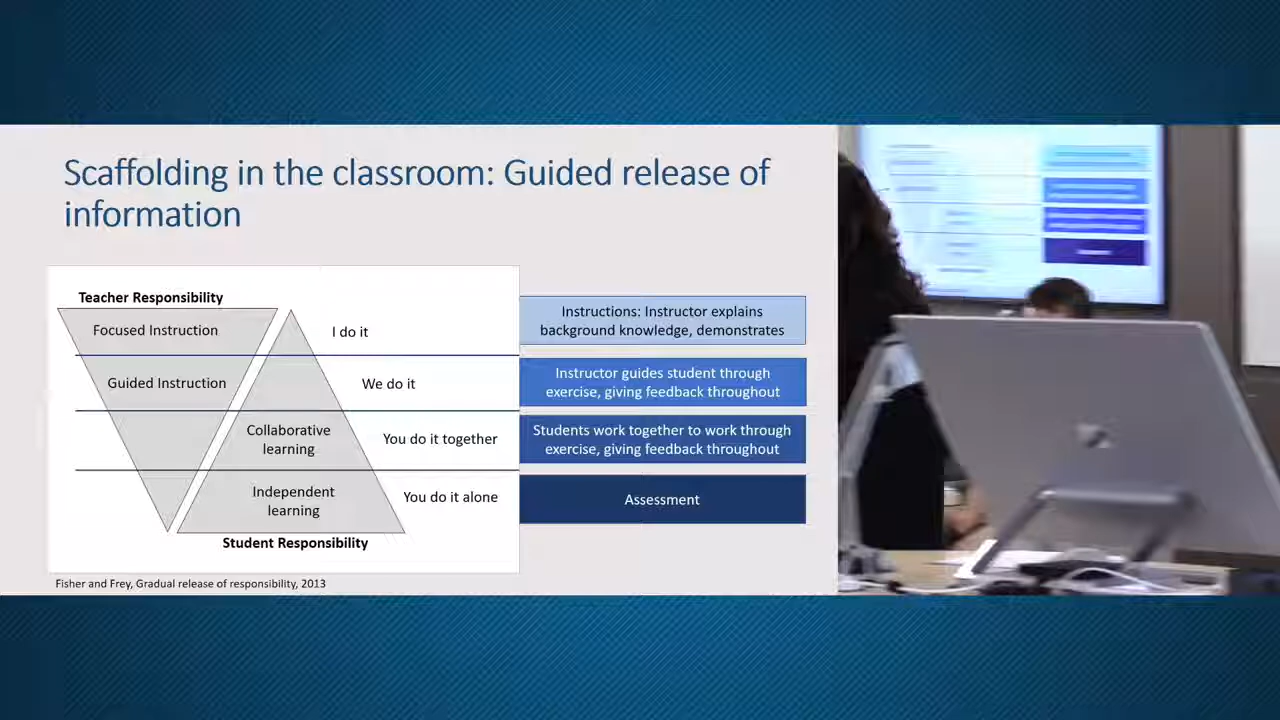 Scaffolding in the classroom: Guided release of
information
Teacher Responsibility
Focused Instruction
I do it
Instructions: Instructor explains
background knowledge, demonstrates
Guided Instruction
We do it
Instructor guides student through
exercise, giving feedback throughout
Collaborative
learning
You do it together
Students work together to work through
exercise, giving feedback throughout
Independent
learning
You do it alone
Assessment
Student Responsibility
Fisher and Frey, Gradual release of responsibility, 2013